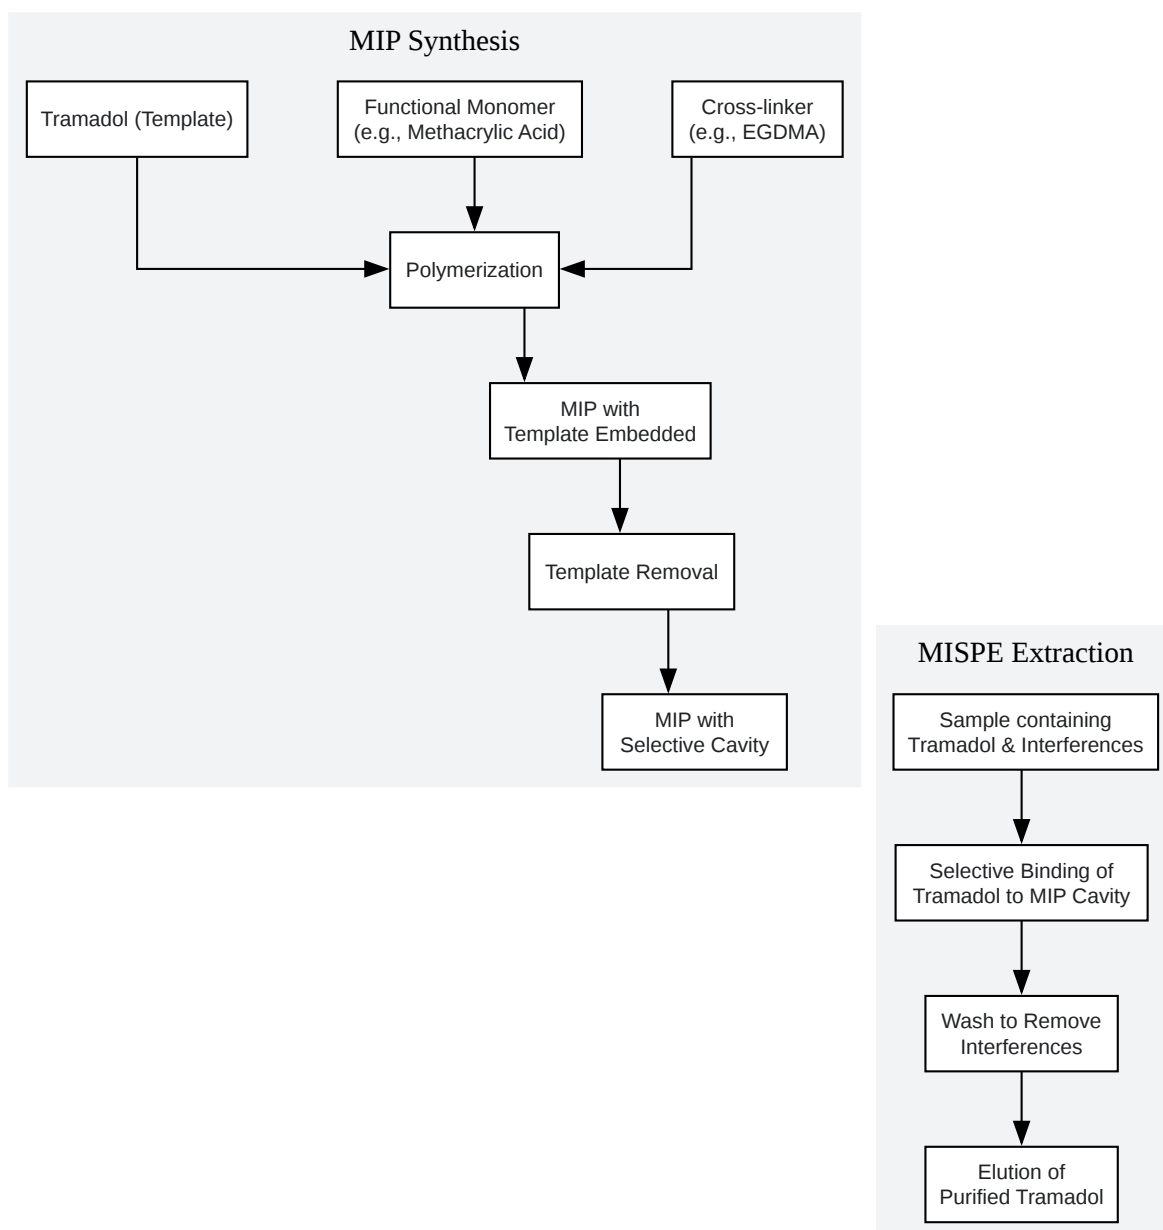 MIP Synthesis
Tramadol (Template)
Functional Monomer
(e.g., Methacrylic Acid)
Cross-linker
(e.g., EGDMA)
Polymerization
MIP with
Template Embedded
Template Removal
MIP with
Selective Cavity
MISPE Extraction
Sample containing
Tramadol & Interferences
Selective Binding of
Tramadol to MIP Cavity
Wash to Remove
Interferences
Elution of
Purified Tramadol